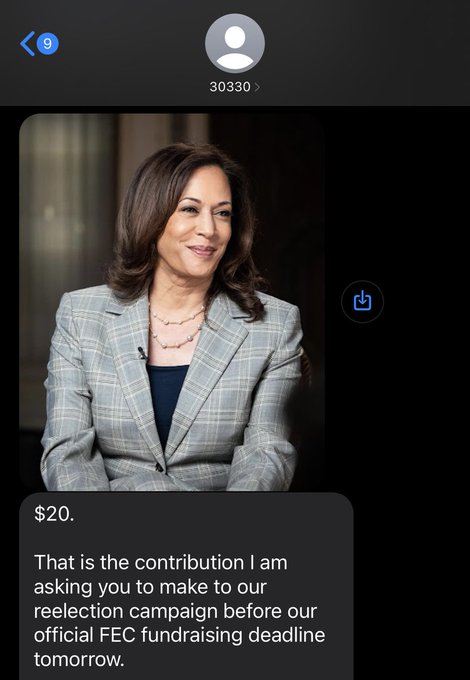 9
30330
$20.
That is the contribution I am
asking you to make to our
reelection campaign before our
official FEC fundraising deadline
tomorrow.